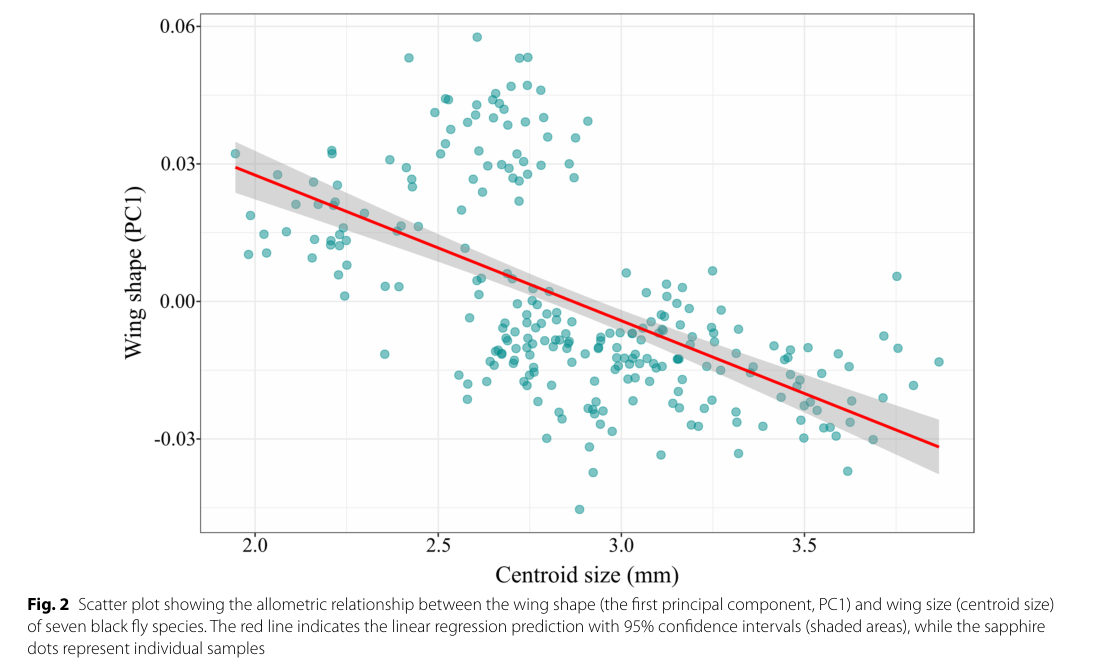 0.06
0.03
0.00
-0.03
Wing shape (PC1)
2.0 2.5 3.0 3.5
Centroid size (mm)
Fig. 2 Scatter plot showing the allometric relationship between the wing shape (the first principal component, PC1) and wing size (centroid size)
of seven black fly species. The red line indicates the linear regression prediction with 95% confidence intervals (shaded areas), while the sapphire
dots represent individual samples